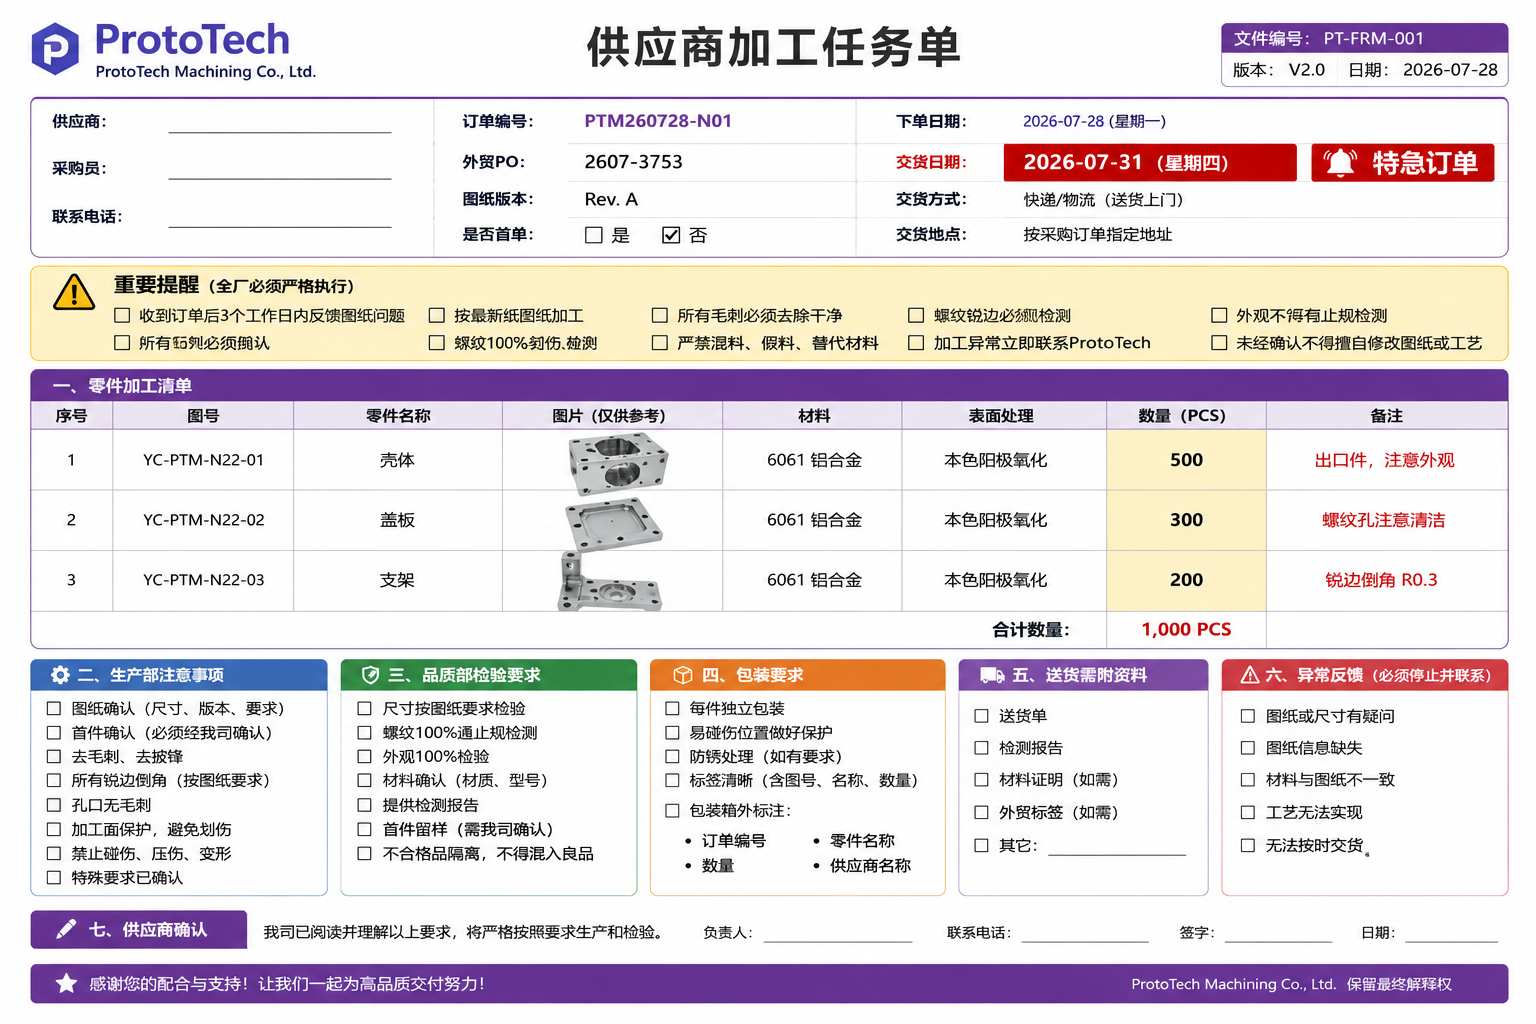 ProtoTech
ProtoTech Machining Co., Ltd.
供应商加工任务单
文件编号： PT-FRM-001
版本： V2.0 日期： 2026-07-28
供应商：
采购员：
联系电话：
订单编号： PTM260728-N01
外贸PO： 2607-3753
图纸版本： Rev. A
是否首单： 是 否
下单日期： 2026-07-28 (星期一)
交货日期： 2026-07-31（星期四） 特急订单
交货方式： 快递/物流（送货上门）
交货地点： 按采购订单指定地址
重要提醒（全厂必须严格执行）
收到订单后3个工作日内反馈图纸问题 按最新纸图纸加工 所有毛刺必须去除干净 螺纹锐边必须检测 外观不得有止规检测
所有 必须确认 螺纹100% 伤、检测 严禁混料、假料、替代材料 加工异常立即联系ProtoTech 未经确认不得擅自修改图纸或工艺
一、零件加工清单
序号 图号 零件名称 图片（仅供参考） 材料 表面处理 数量（PCS） 备注
1 YC-PTM-N22-01 壳体 6061 铝合金 本色阳极氧化 500 出口件，注意外观
2 YC-PTM-N22-02 盖板 6061 铝合金 本色阳极氧化 300 螺纹孔注意清洁
3 YC-PTM-N22-03 支架 6061 铝合金 本色阳极氧化 200 锐边倒角 R0.3
合计数量： 1,000 PCS
二、生产部注意事项
图纸确认（尺寸、版本、要求）
首件确认（必须经我司确认）
去毛刺、去披锋
所有锐边倒角（按图纸要求）
孔口无毛刺
加工面保护，避免划伤
禁止碰伤、压伤、变形
特殊要求已确认
三、品质部检验要求
尺寸按图纸要求检验
螺纹100%通止规检测
外观100%检验
材料确认（材质、型号）
提供检测报告
首件留样（需我司确认）
不合格品隔离，不得混入良品
四、包装要求
每件独立包装
易碰伤位置做好保护
防锈处理（如有要求）
标签清晰（含图号、名称、数量）
包装箱外标注：
• 订单编号 • 零件名称
• 数量 • 供应商名称
五、送货需附资料
送货单
检测报告
材料证明（如需）
外贸标签（如需）
其它：
六、异常反馈（必须停止并联系）
图纸或尺寸有疑问
图纸信息缺失
材料与图纸不一致
工艺无法实现
无法按时交货。
七、供应商确认 我司已阅读并理解以上要求，将严格按照要求生产和检验。 负责人： 联系电话： 签字： 日期：
感谢您的配合与支持！让我们一起为高品质交付努力！ ProtoTech Machining Co., Ltd. 保留最终解释权